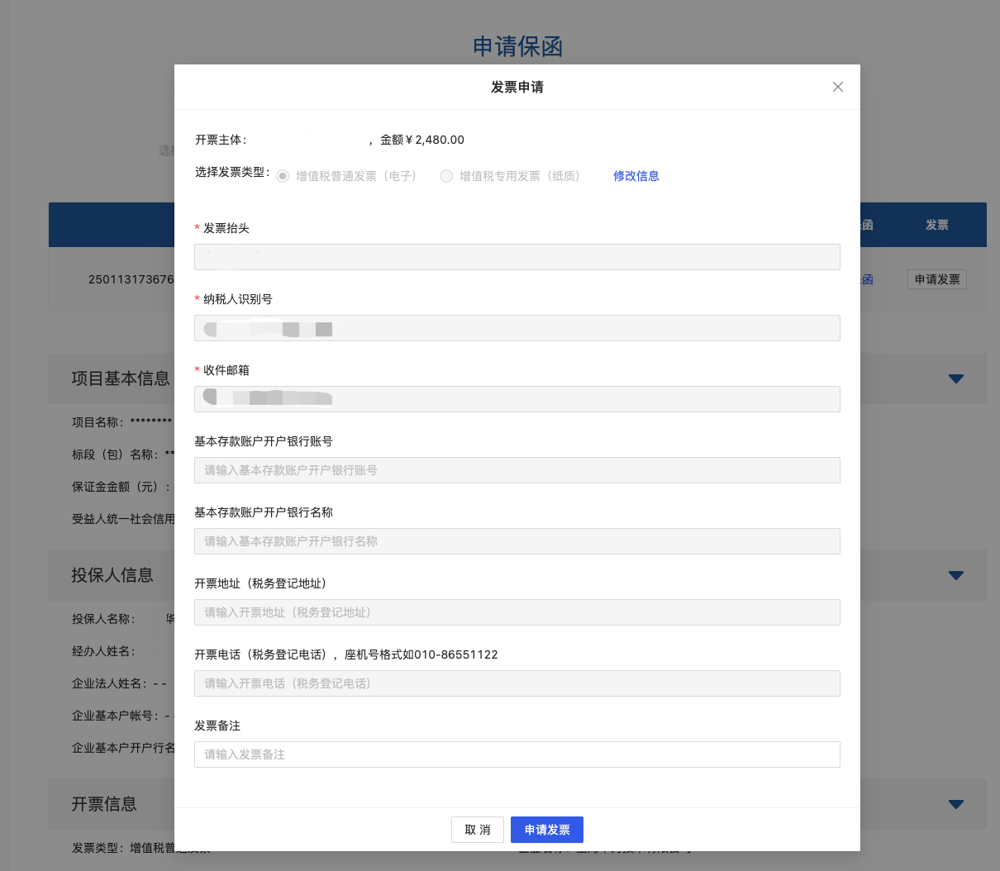 申请保函
发票申请
开票主体：
，金额￥2,480.00
选择发票类型：
增值税普通发票（电子）
增值税专用发票（纸质）
修改信息
函
发票
250113173676
函
申请发票
* 发票抬头
* 纳税人识别号
* 收件邮箱
基本存款账户开户银行账号
请输入基本存款账户开户银行账号
基本存款账户开户银行名称
请输入基本存款账户开户银行名称
开票地址（税务登记地址）
请输入开票地址（税务登记地址）
开票电话（税务登记电话），座机号格式如010-86551122
请输入开票电话（税务登记电话）
发票备注
请输入发票备注
取 消
申请发票
项目基本信息
项目名称：********
标段（包）名称：**
保证金金额（元）：
受益人统一社会信用
投保人信息
投保人名称：
华
经办人姓名：
企业法人姓名：- -
企业基本户帐号：- -
企业基本户开户行名
开票信息
发票类型：增值税普通发票